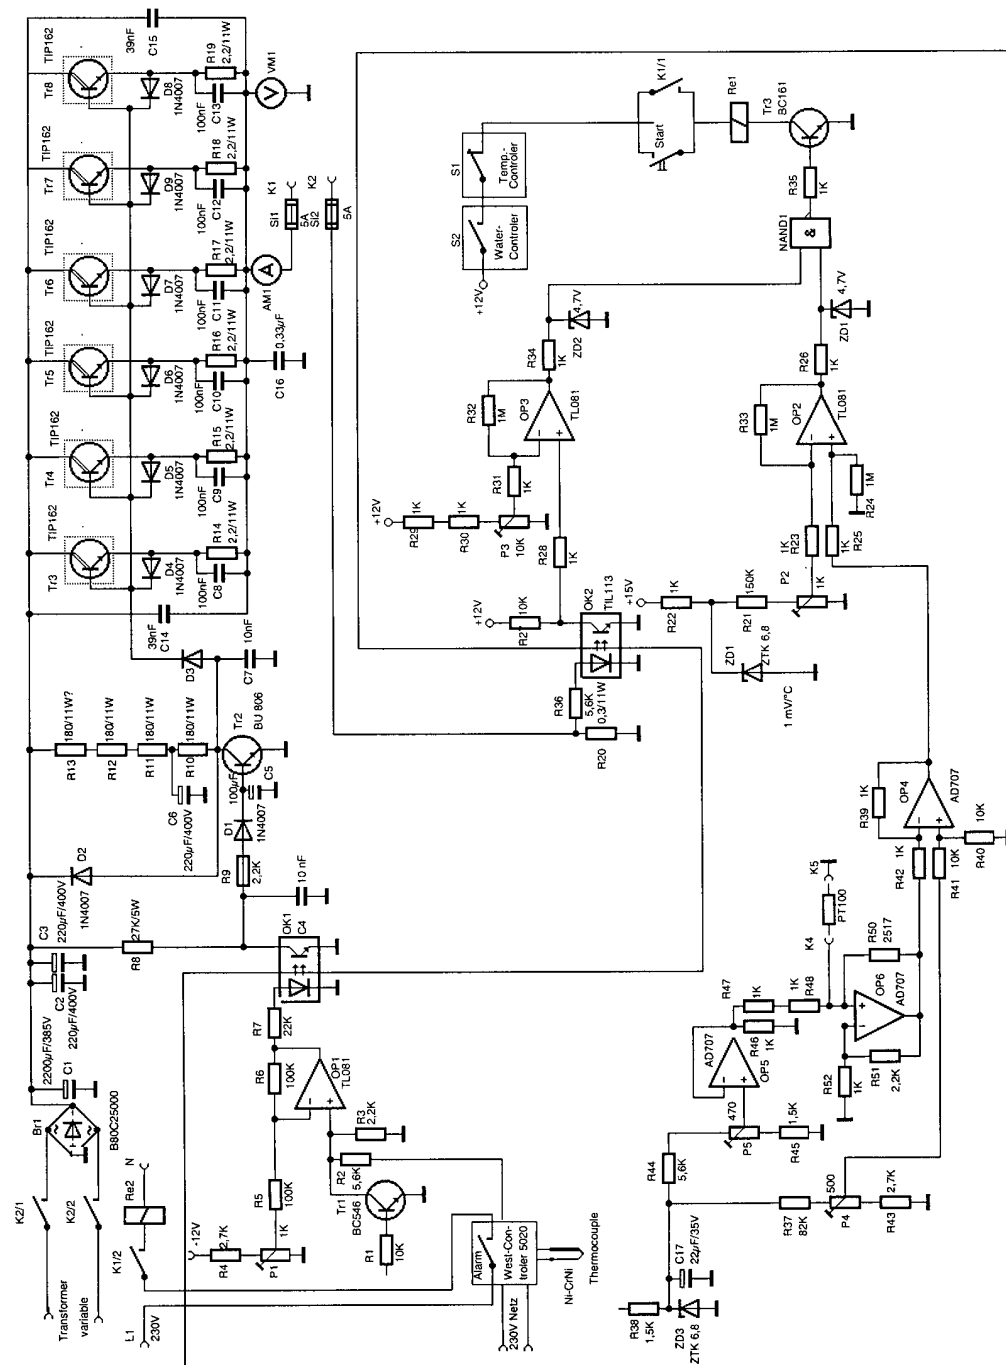 TIP162
TIP162
TIP162
TIP162
TIP162
TIP162
Tr8
Tr7
Tr6
Tr5
Tr4
Tr3
39nF
C15
D8
1N4007
D9
1N4007
D7
1N4007
D6
1N4007
D5
1N4007
D4
1N4007
100nF
C13
100nF
C12
100nF
C11
100nF
C10
100nF
C9
100nF
C8
R19
2,2/11W
R18
2,2/11W
R17
2,2/11W
R16
2,2/11W
R15
2,2/11W
R14
2,2/11W
39nF
C14
V
VM1
A
AM1
C16
0,33µF
Si1
5A
K1
Si2
5A
K2
10nF
C7
D3
180/11W?
R13
180/11W
R12
180/11W
R11
180/11W
R10
C6
220µF/400V
Tr2
BU 806
100µF
C5
D1
1N4007
R9
2,2K
10 nF
D2
1N4007
C3
220µF/400V
C2
220µF/400V
27K/5W
R8
OK1
C4
R7
22K
R6
100K
OP1
TL081
R5
100K
R3
2,2K
R2
5,6K
Tr1
BC546
R1
10K
-12V
R4
2,7K
P1
1K
2200µF/385V
C1
Br1
B80C25000
K2/1
K2/2
Transformer
variable
Re2
N
K1/2
L1
230V
Alarm
West-Con-
troler 5020
230V Netz
Ni-CrNi
Thermocouple
S1
Temp.-
Controler
S2
Water-
Controler
+12V
K1/1
Start
Re1
Tr3
BC161
R35
1K
NAND1
&
ZD2
4,7V
ZD1
4,7V
R34
1K
R26
1K
R32
1M
OP3
TL081
R33
1M
OP2
TL081
R31
1K
+12V
R29
1K
R30
1K
P3
10K
R28
1K
+12V
R2
10K
OK2
TIL113
R36
5,6K
0,3/11W
R20
+15V
R22
1K
R21
150K
ZD1
ZTK 6,8
1 mV/°C
P2
1K
1K
R23
1K
R25
1M
R24
R39
1K
OP4
AD707
R42
1K
R41
10K
R40
10K
K5
PT100
K4
R50
2517
OP6
AD707
R51
2,2K
R52
1K
R47
1K
R48
1K
R46
1K
AD707
OP5
470
P5
R45
1,5K
R44
5,6K
R37
82K
500
P4
R43
2,7K
C17
22µF/35V
R38
1,5K
ZD3
ZTK 6,8